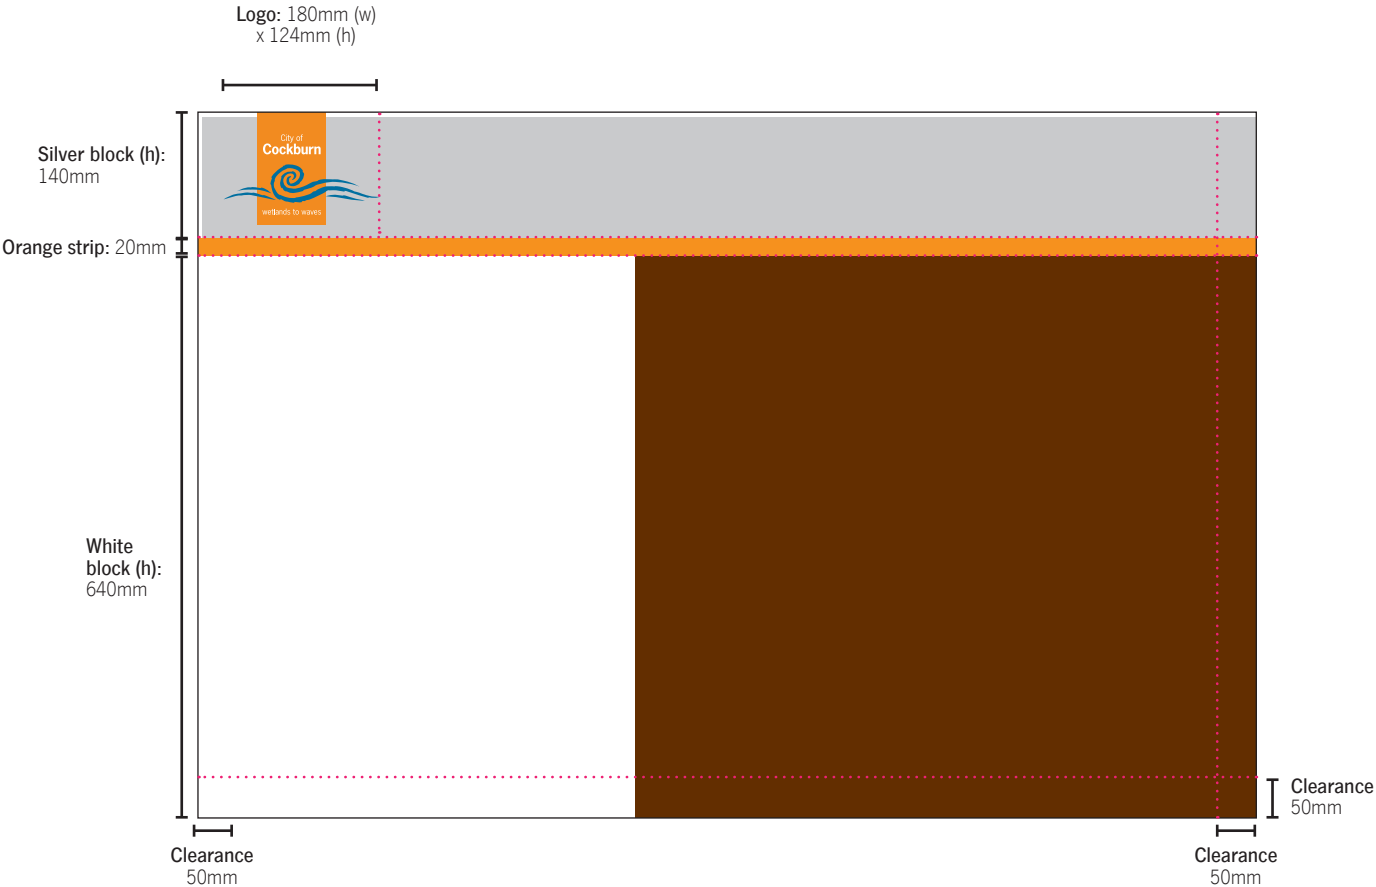 Logo: 180mm (w)
x 124mm (h)
City of
Cockburn
wetlands to waves
Silver block (h):
140mm
Orange strip: 20mm
White
block (h):
640mm
Clearance
50mm
Clearance
50mm
Clearance
50mm